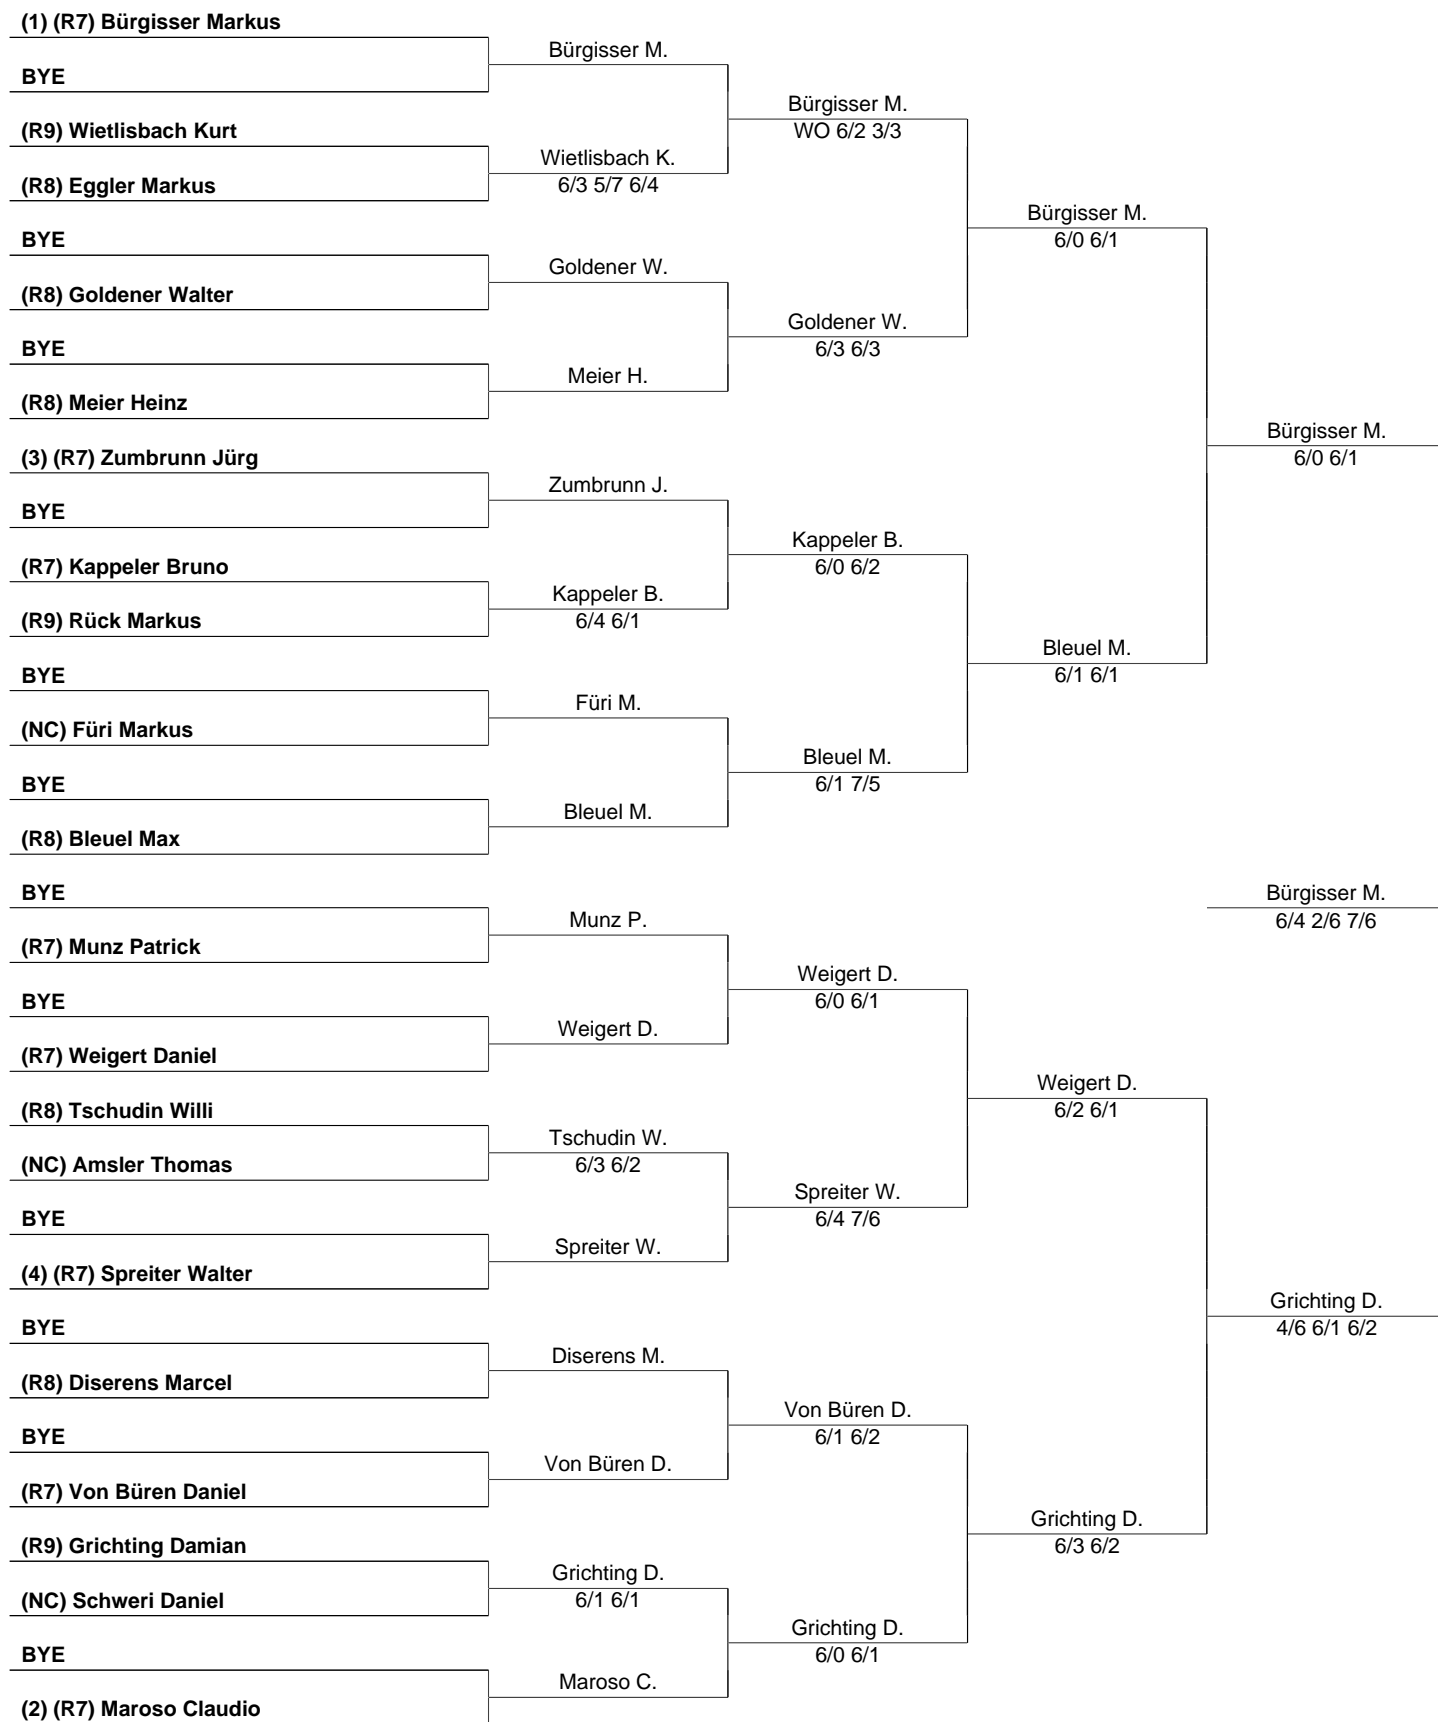 (1) (R7) Bürgisser Markus
BYE
(R9) Wietlisbach Kurt
(R8) Eggler Markus
BYE
(R8) Goldener Walter
BYE
(R8) Meier Heinz
(3) (R7) Zumbrunn Jürg
BYE
(R7) Kappeler Bruno
(R9) Rück Markus
BYE
(NC) Füri Markus
BYE
(R8) Bleuel Max
BYE
(R7) Munz Patrick
BYE
(R7) Weigert Daniel
(R8) Tschudin Willi
(NC) Amsler Thomas
BYE
(4) (R7) Spreiter Walter
BYE
(R8) Diserens Marcel
BYE
(R7) Von Büren Daniel
(R9) Grichting Damian
(NC) Schweri Daniel
BYE
(2) (R7) Maroso Claudio
Bürgisser M.
Wietlisbach K.
6/3 5/7 6/4
Goldener W.
Meier H.
Zumbrunn J.
Kappeler B.
6/4 6/1
Füri M.
Bleuel M.
Munz P.
Weigert D.
Tschudin W.
6/3 6/2
Spreiter W.
Diserens M.
Von Büren D.
Grichting D.
6/1 6/1
Maroso C.
Bürgisser M.
WO 6/2 3/3
Goldener W.
6/3 6/3
Kappeler B.
6/0 6/2
Bleuel M.
6/1 7/5
Weigert D.
6/0 6/1
Spreiter W.
6/4 7/6
Von Büren D.
6/1 6/2
Grichting D.
6/0 6/1
Bürgisser M.
6/0 6/1
Bleuel M.
6/1 6/1
Weigert D.
6/2 6/1
Grichting D.
6/3 6/2
Bürgisser M.
6/0 6/1
Bürgisser M.
6/4 2/6 7/6
Grichting D.
4/6 6/1 6/2